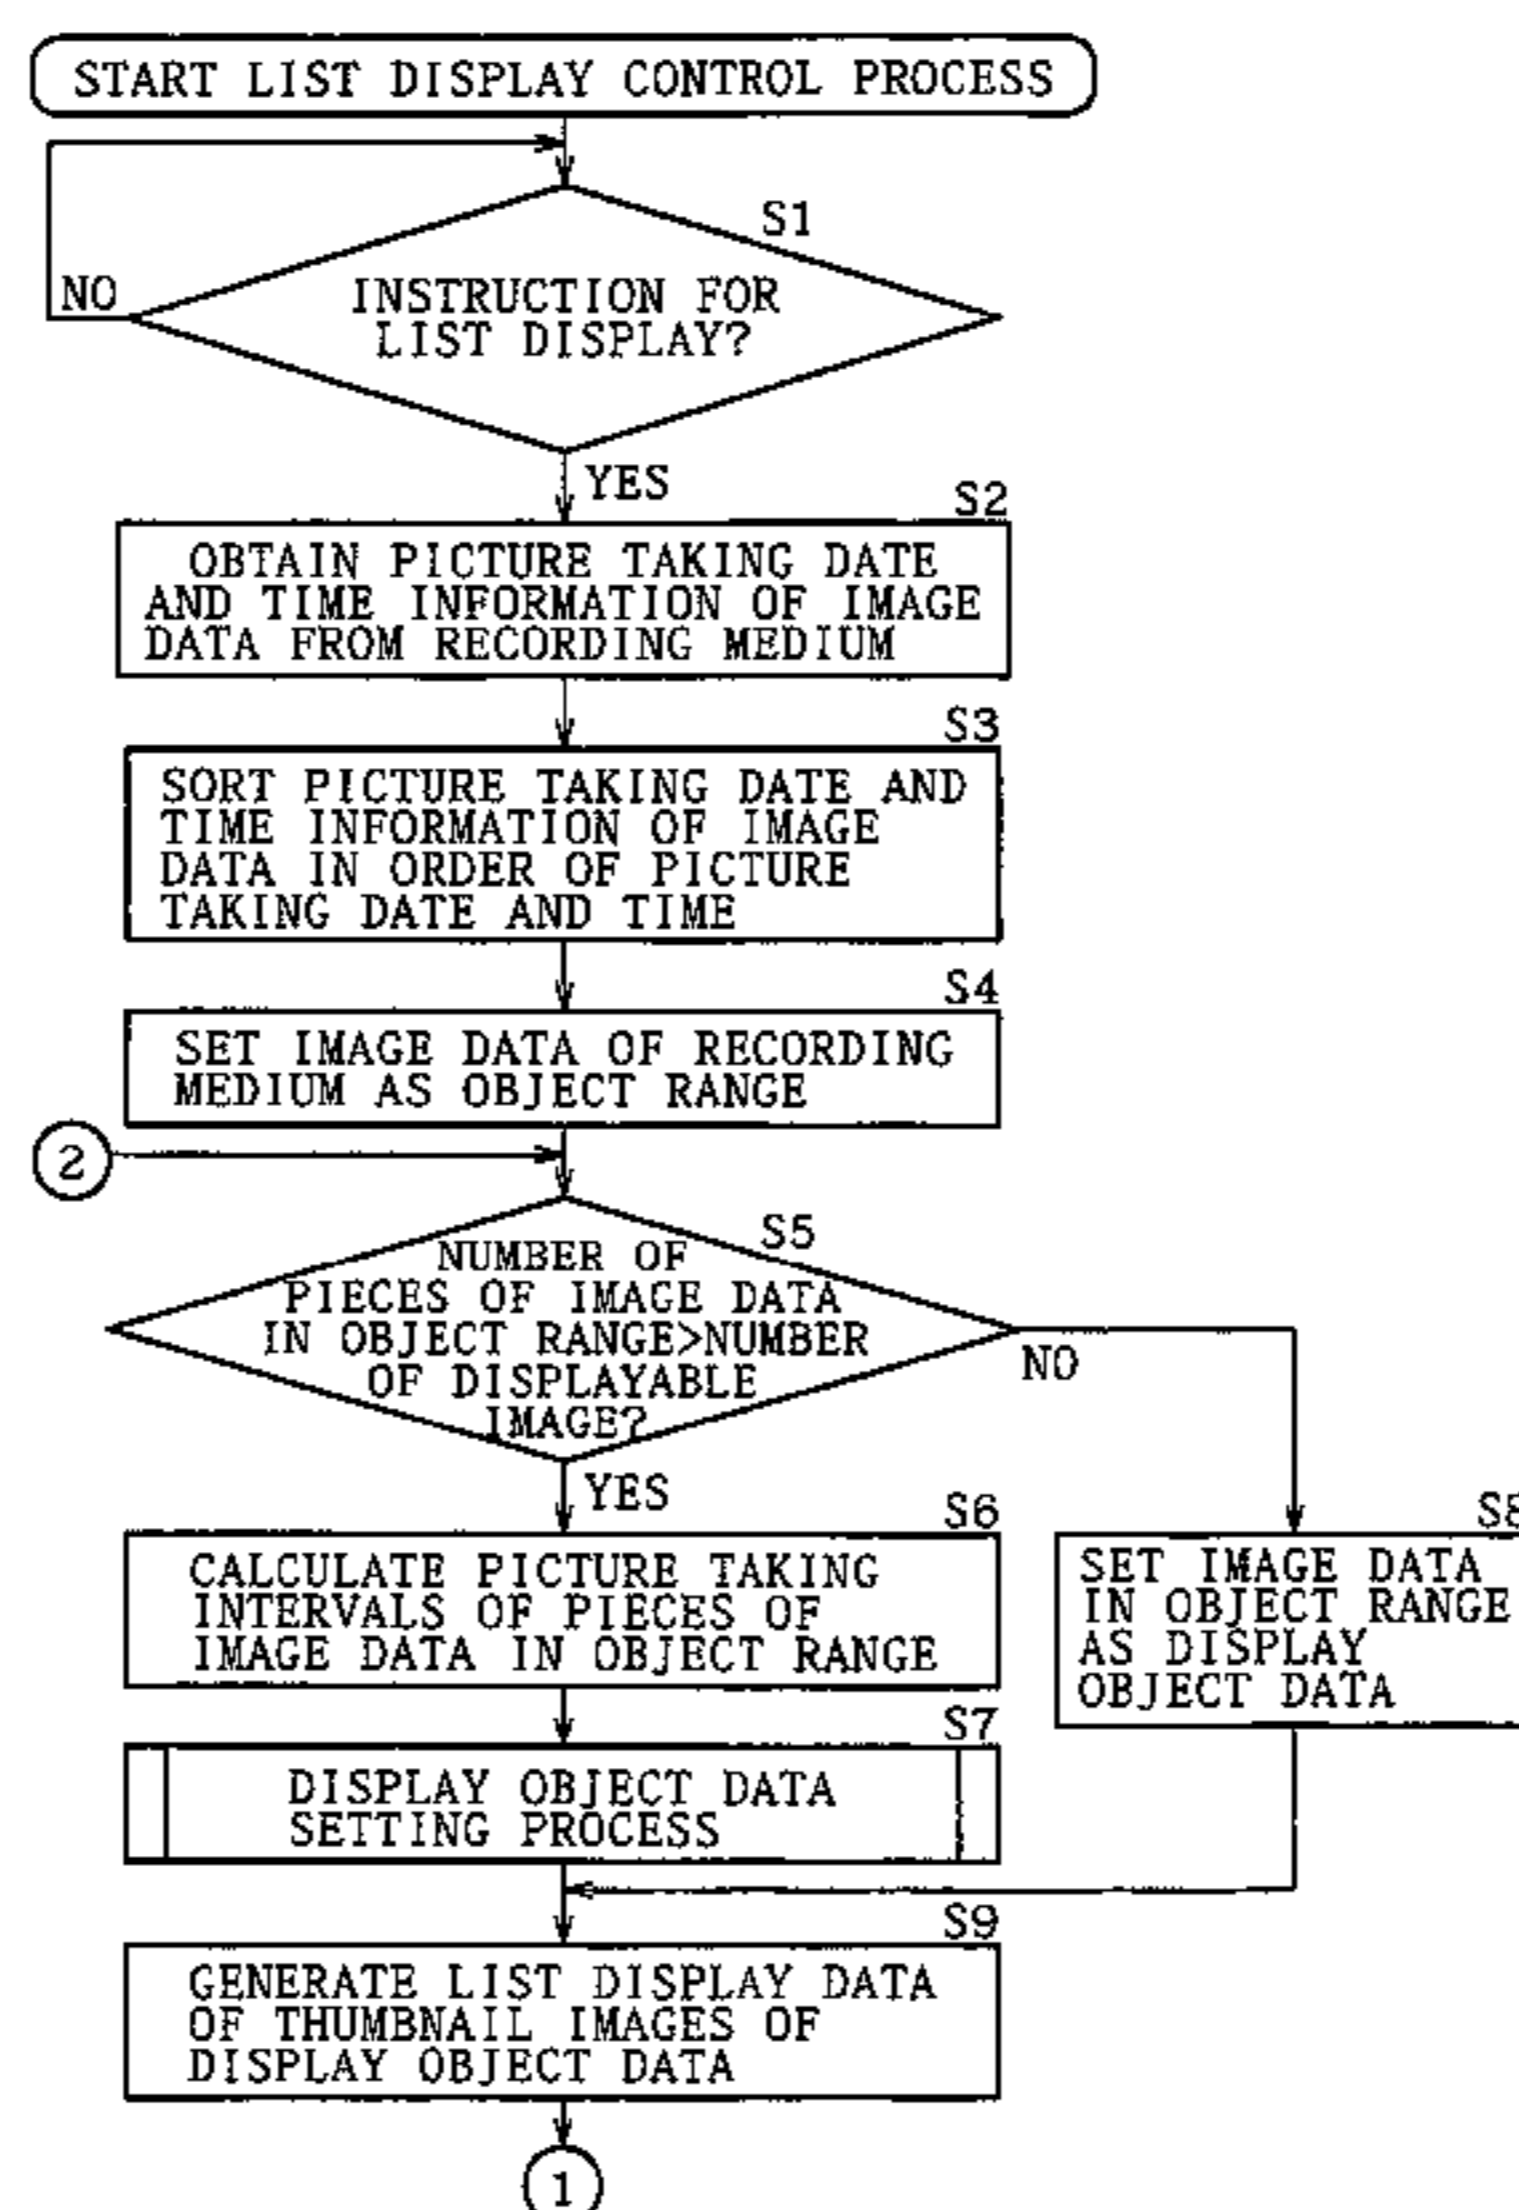 START LIST DISPLAY CONTROL PROCESS
S1
NO
INSTRUCTION FOR
LIST DISPLAY?
YES
S2
OBTAIN PICTURE TAKING DATE
AND TIME INFORMATION OF IMAGE
DATA FROM RECORDING MEDIUM
S3
SORT PICTURE TAKING DATE AND
TIME INFORMATION OF IMAGE
DATA IN ORDER OF PICTURE
TAKING DATE AND TIME
S4
SET IMAGE DATA OF RECORDING
MEDIUM AS OBJECT RANGE
2
S5
NUMBER OF
PIECES OF IMAGE DATA
IN OBJECT RANGE>NUMBER
OF DISPLAYABLE
IMAGE?
NO
YES
S6
CALCULATE PICTURE TAKING
INTERVALS OF PIECES OF
IMAGE DATA IN OBJECT RANGE
S8
SET IMAGE DATA
IN OBJECT RANGE
AS DISPLAY
OBJECT DATA
S7
DISPLAY OBJECT DATA
SETTING PROCESS
S9
GENERATE LIST DISPLAY DATA
OF THUMBNAIL IMAGES OF
DISPLAY OBJECT DATA
1